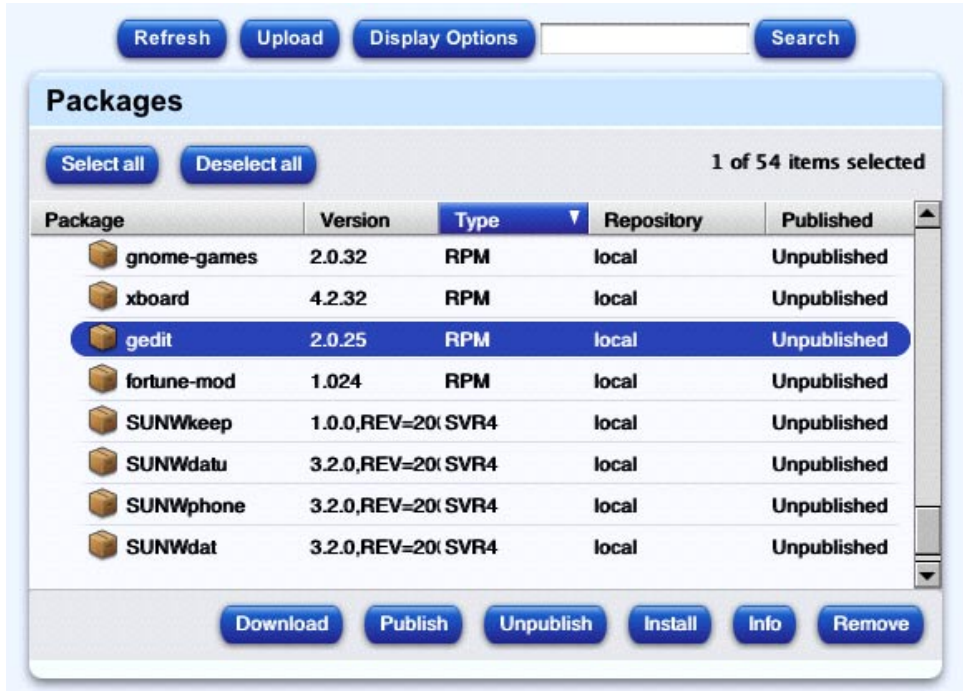 Refresh Upload Display Options Search
Packages
Select all Deselect all 1 of 54 items selected
Package Version Type Repository Published
gnome-games 2.0.32 RPM local Unpublished
xboard 4.2.32 RPM local Unpublished
gedit 2.0.25 RPM local Unpublished
fortune-mod 1.024 RPM local Unpublished
SUNWkeep 1.0.0,REV=20( SVR4 local Unpublished
SUNWdatu 3.2.0,REV=20( SVR4 local Unpublished
SUNWphone 3.2.0,REV=20( SVR4 local Unpublished
SUNWdat 3.2.0,REV=20( SVR4 local Unpublished
Download Publish Unpublish Install Info Remove